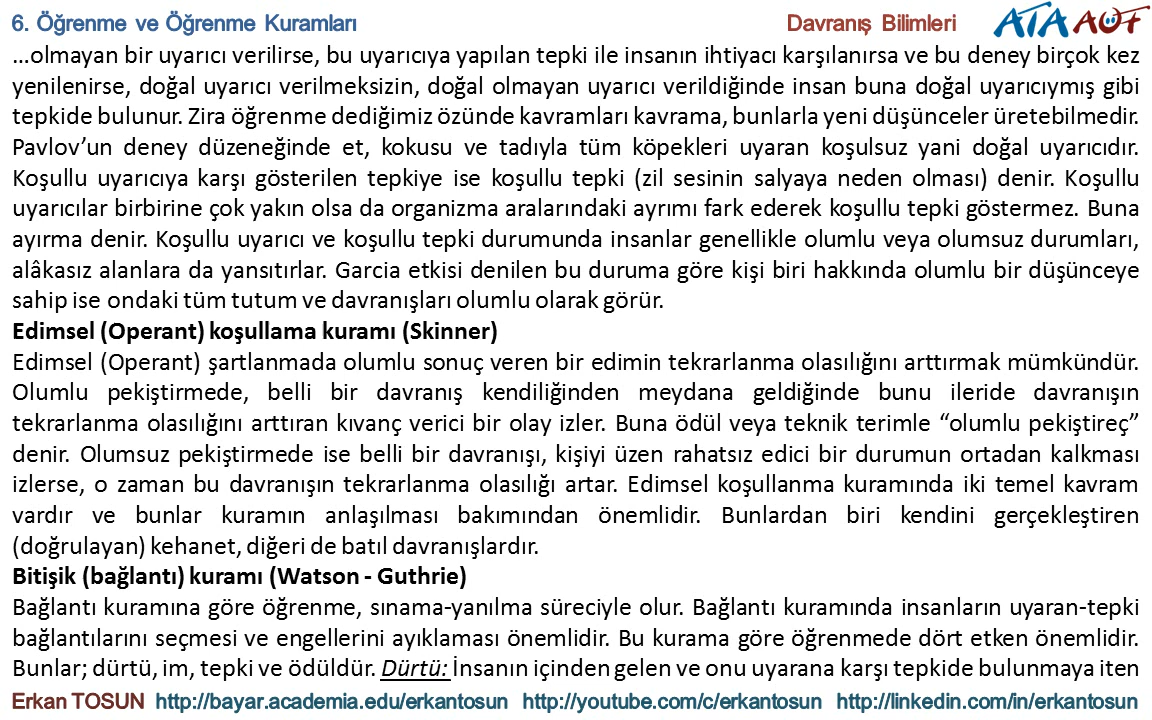 6. Öğrenme ve Öğrenme Kuramları Davranış Bilimleri ATA AÖF
...olmayan bir uyarıcı verilirse, bu uyarıcıya yapılan tepki ile insanın ihtiyacı karşılanırsa ve bu deney birçok kez
yenilenirse, doğal uyarıcı verilmeksizin, doğal olmayan uyarıcı verildiğinde insan buna doğal uyarıcıymış gibi
tepkide bulunur. Zira öğrenme dediğimiz özünde kavramları kavrama, bunlarla yeni düşünceler üretebilmedir.
Pavlov’un deney düzeneğinde et, kokusu ve tadıyla tüm köpekleri uyaran koşulsuz yani doğal uyarıcıdır.
Koşullu uyarıcıya karşı gösterilen tepkiye ise koşullu tepki (zil sesinin salyaya neden olması) denir. Koşullu
uyarıcılar birbirine çok yakın olsa da organizma aralarındaki ayrımı fark ederek koşullu tepki göstermez. Buna
ayırma denir. Koşullu uyarıcı ve koşullu tepki durumunda insanlar genellikle olumlu veya olumsuz durumları,
alâkasız alanlara da yansıtırlar. Garcia etkisi denilen bu duruma göre kişi biri hakkında olumlu bir düşünceye
sahip ise ondaki tüm tutum ve davranışları olumlu olarak görür.
Edimsel (Operant) koşullama kuramı (Skinner)
Edimsel (Operant) şartlanmada olumlu sonuç veren bir edimin tekrarlanma olasılığını arttırmak mümkündür.
Olumlu pekiştirmede, belli bir davranış kendiliğinden meydana geldiğinde bunu ileride davranışın
tekrarlanma olasılığını arttıran kıvanç verici bir olay izler. Buna ödül veya teknik terimle “olumlu pekiştireç”
denir. Olumsuz pekiştirmede ise belli bir davranışı, kişiyi üzen rahatsız edici bir durumun ortadan kalkması
izlerse, o zaman bu davranışın tekrarlanma olasılığı artar. Edimsel koşullanma kuramında iki temel kavram
vardır ve bunlar kuramın anlaşılması bakımından önemlidir. Bunlardan biri kendini gerçekleştiren
(doğrulayan) kehanet, diğeri de batıl davranışlardır.
Bitişik (bağlantı) kuramı (Watson - Guthrie)
Bağlantı kuramına göre öğrenme, sınama-yanılma süreciyle olur. Bağlantı kuramında insanların uyaran-tepki
bağlantılarını seçmesi ve engellerini ayıklaması önemlidir. Bu kurama göre öğrenmede dört etken önemlidir.
Bunlar; dürtü, im, tepki ve ödüldür. Dürtü: İnsanın içinden gelen ve onu uyarana karşı tepkide bulunmaya iten
Erkan TOSUN http://bayar.academia.edu/erkantosun http://youtube.com/c/erkantosun http://linkedin.com/in/erkantosun